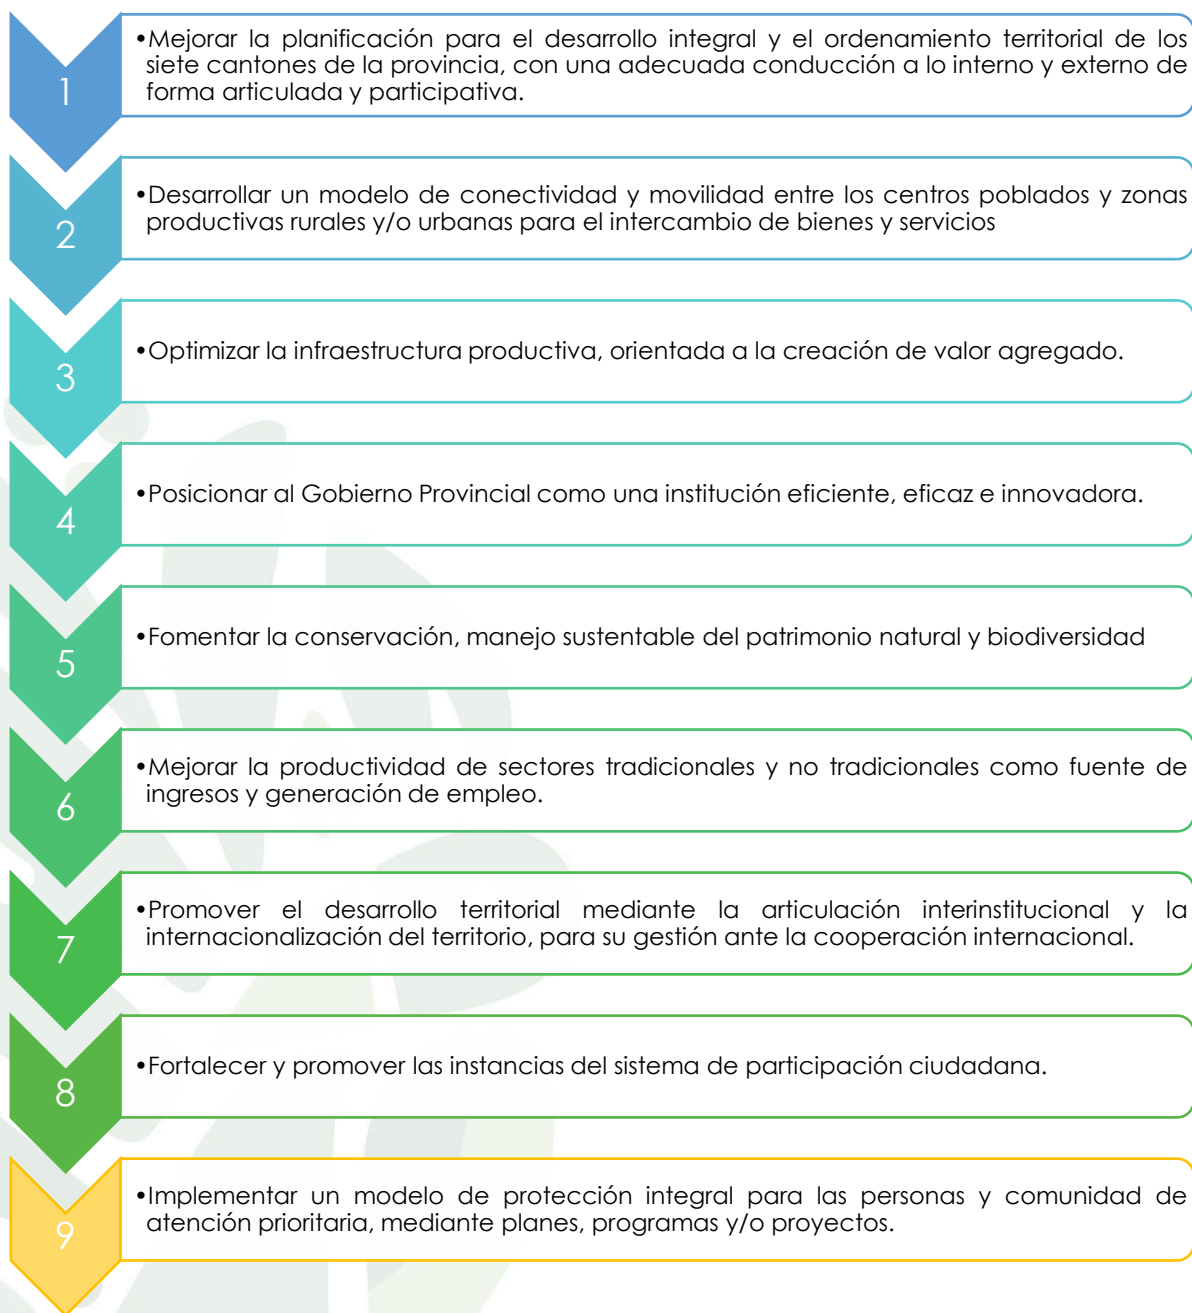 1
•Mejorar la planificación para el desarrollo integral y el ordenamiento territorial de los
siete cantones de la provincia, con una adecuada conducción a lo interno y externo de
forma articulada y participativa.
2
•Desarrollar un modelo de conectividad y movilidad entre los centros poblados y zonas
productivas rurales y/o urbanas para el intercambio de bienes y servicios
3
•Optimizar la infraestructura productiva, orientada a la creación de valor agregado.
4
•Posicionar al Gobierno Provincial como una institución eficiente, eficaz e innovadora.
5
•Fomentar la conservación, manejo sustentable del patrimonio natural y biodiversidad
6
•Mejorar la productividad de sectores tradicionales y no tradicionales como fuente de
ingresos y generación de empleo.
7
•Promover el desarrollo territorial mediante la articulación interinstitucional y la
internacionalización del territorio, para su gestión ante la cooperación internacional.
8
•Fortalecer y promover las instancias del sistema de participación ciudadana.
9
•Implementar un modelo de protección integral para las personas y comunidad de
atención prioritaria, mediante planes, programas y/o proyectos.